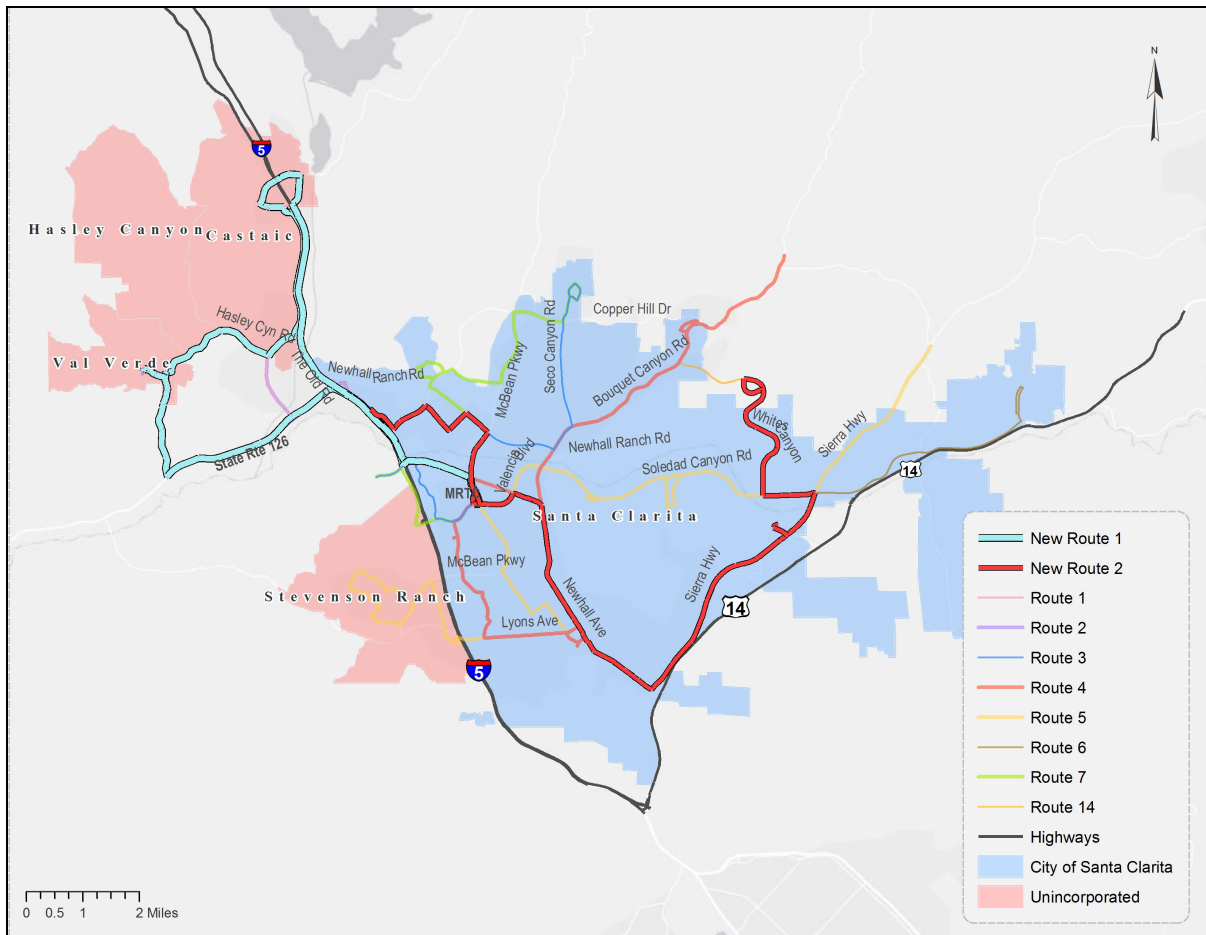 N
5
Hasley Canyon
Castaic
Copper Hill Dr
Hasley Cyn Rd
Seco Canyon Rd
Val Verde
The Old Rd
Newhall Ranch Rd
McBean Pkwy
Bouquet Canyon Rd
Whites Canyon
Sierra Hwy
State Rte 126
Valencia Blvd
Newhall Ranch Rd
Soledad Canyon Rd
14
MRTC
Santa Clarita
McBean Pkwy
Stevenson Ranch
Newhall Ave
Sierra Hwy
14
Lyons Ave
5
New Route 1
New Route 2
Route 1
Route 2
Route 3
Route 4
Route 5
Route 6
Route 7
Route 14
Highways
City of Santa Clarita
Unincorporated
0 0.5 1 2 Miles